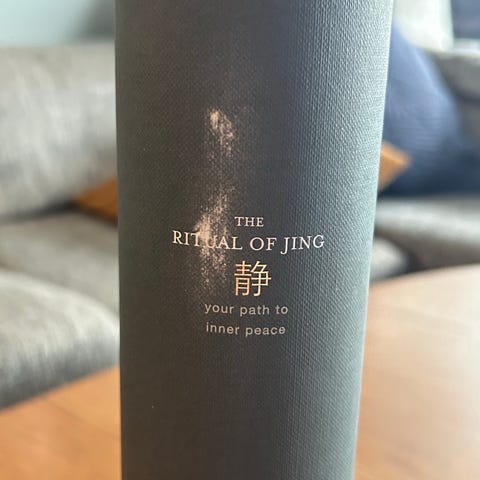 THE
RITUAL OF JING
静
your path to
inner peace